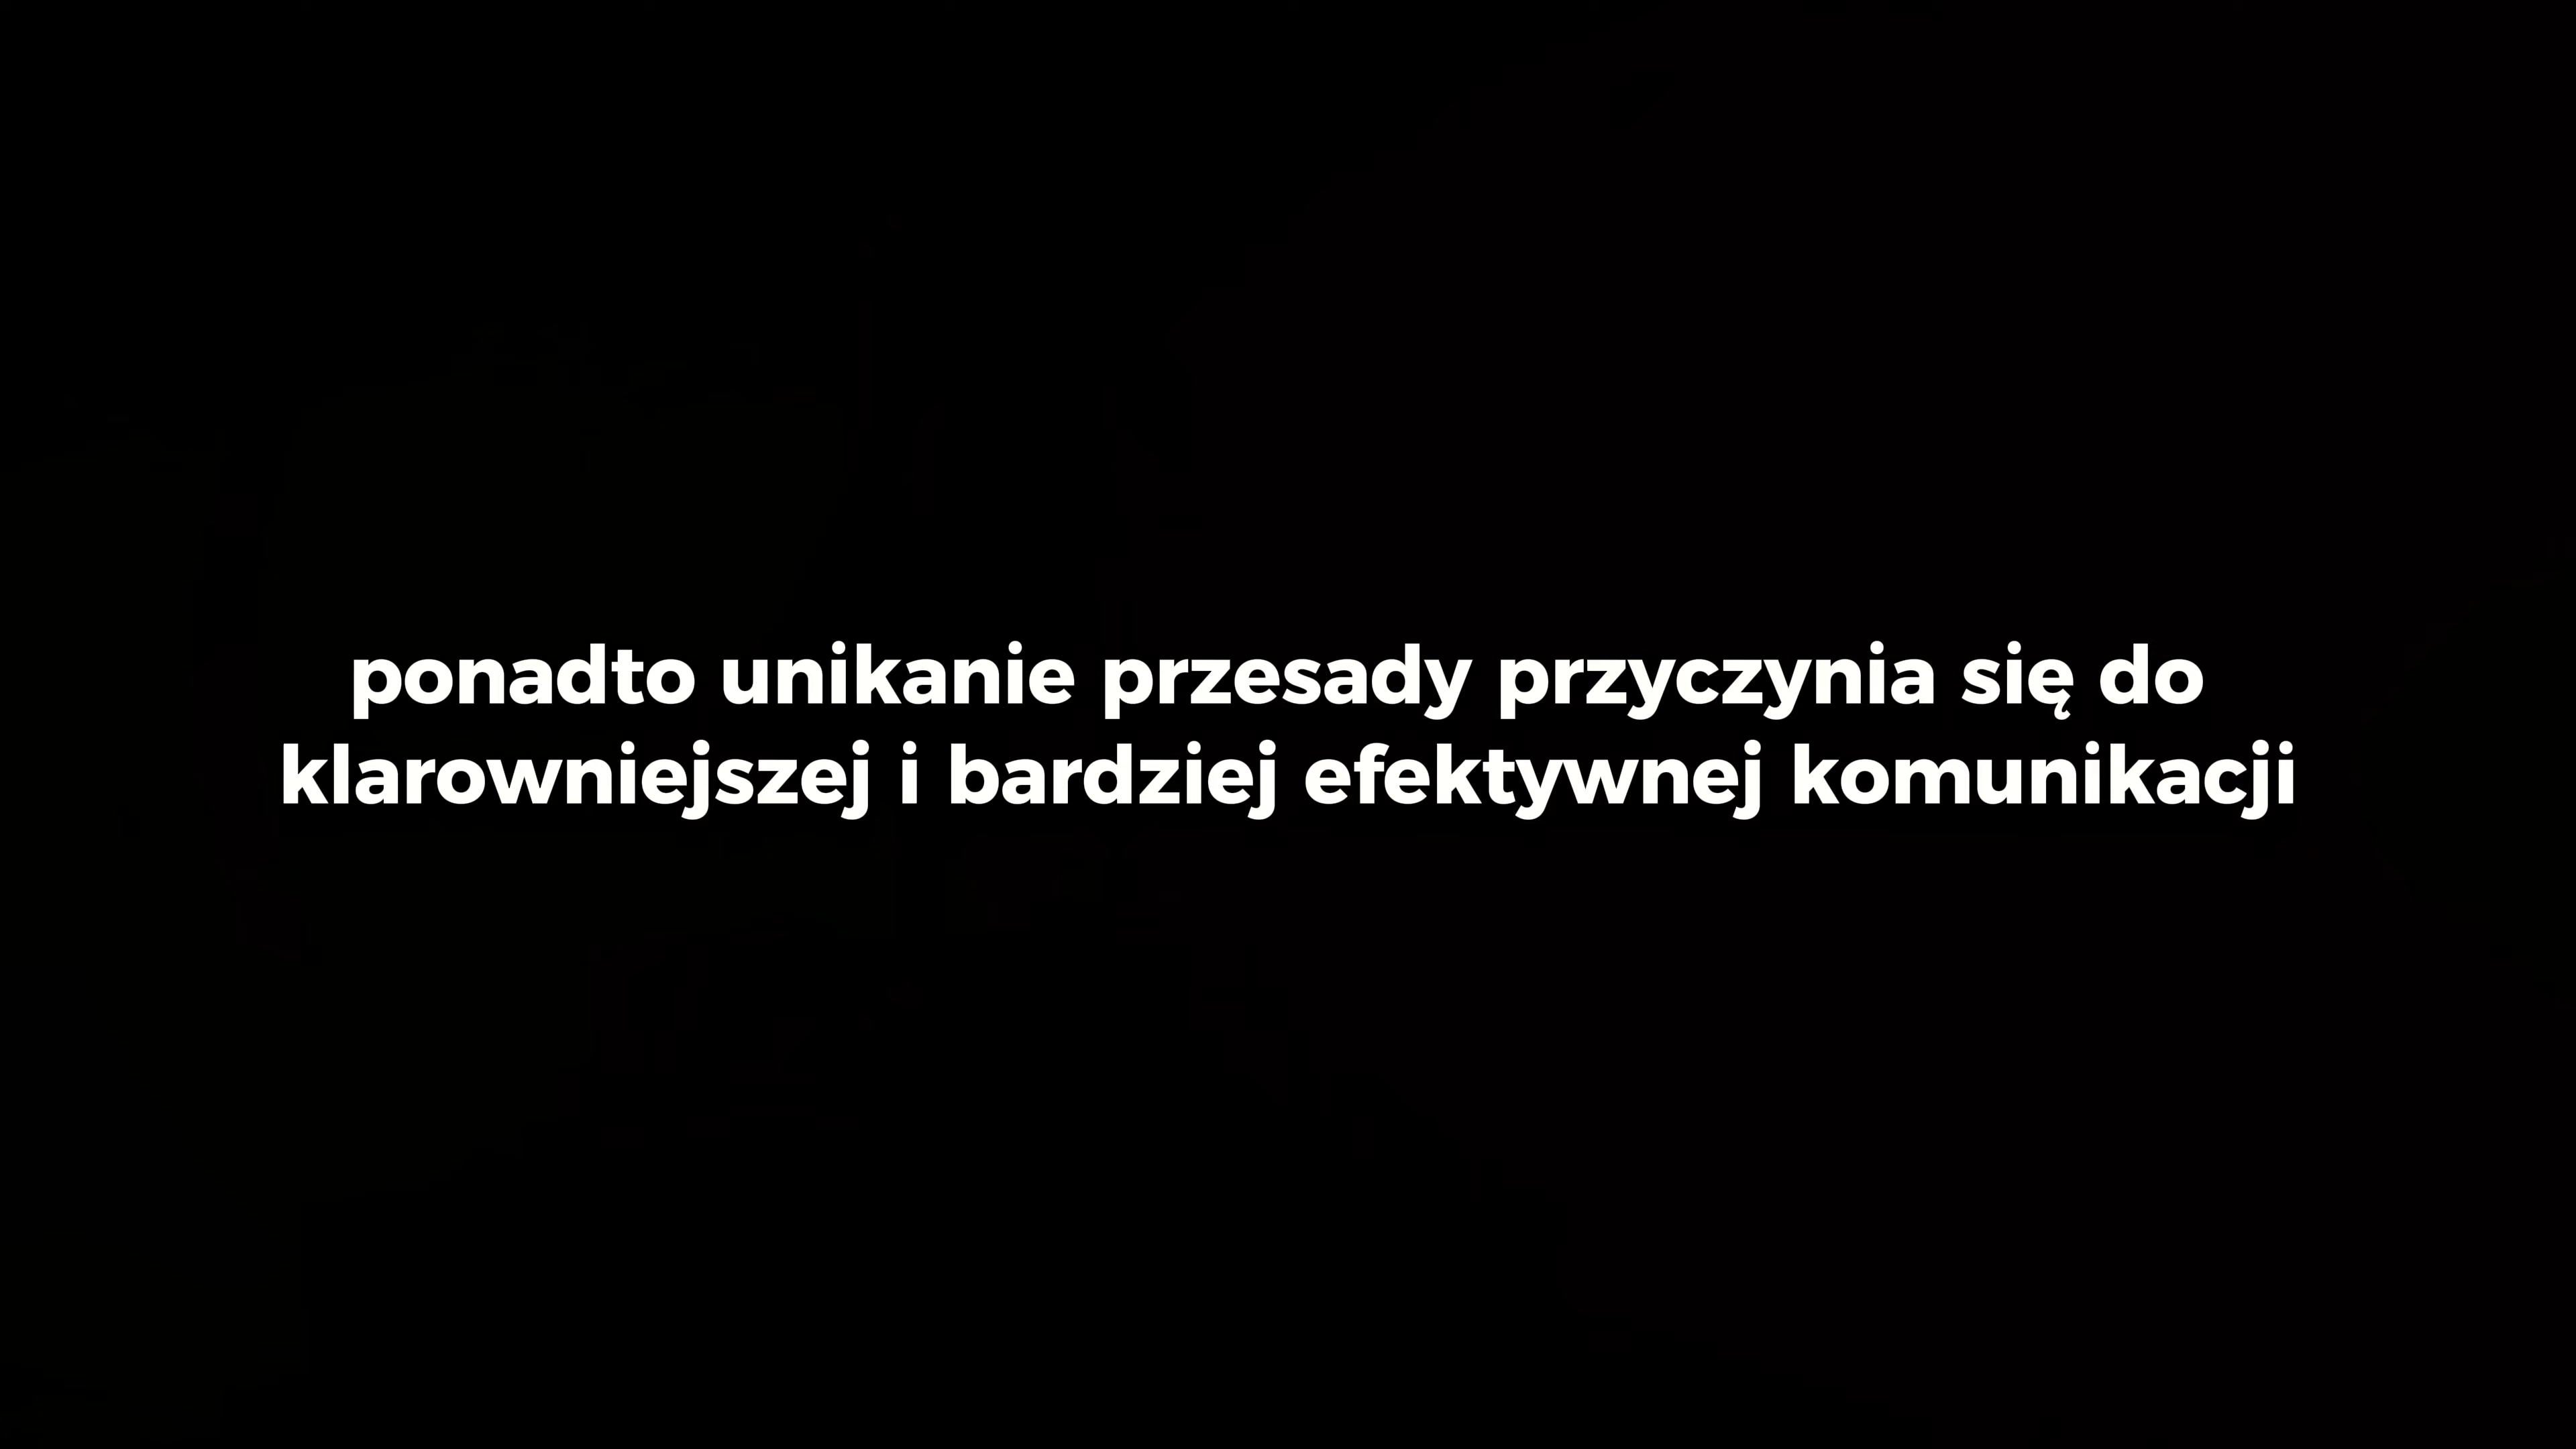 ponadto unikanie przesady przyczynia się do
klarowniejszej i bardziej efektywnej komunikacji